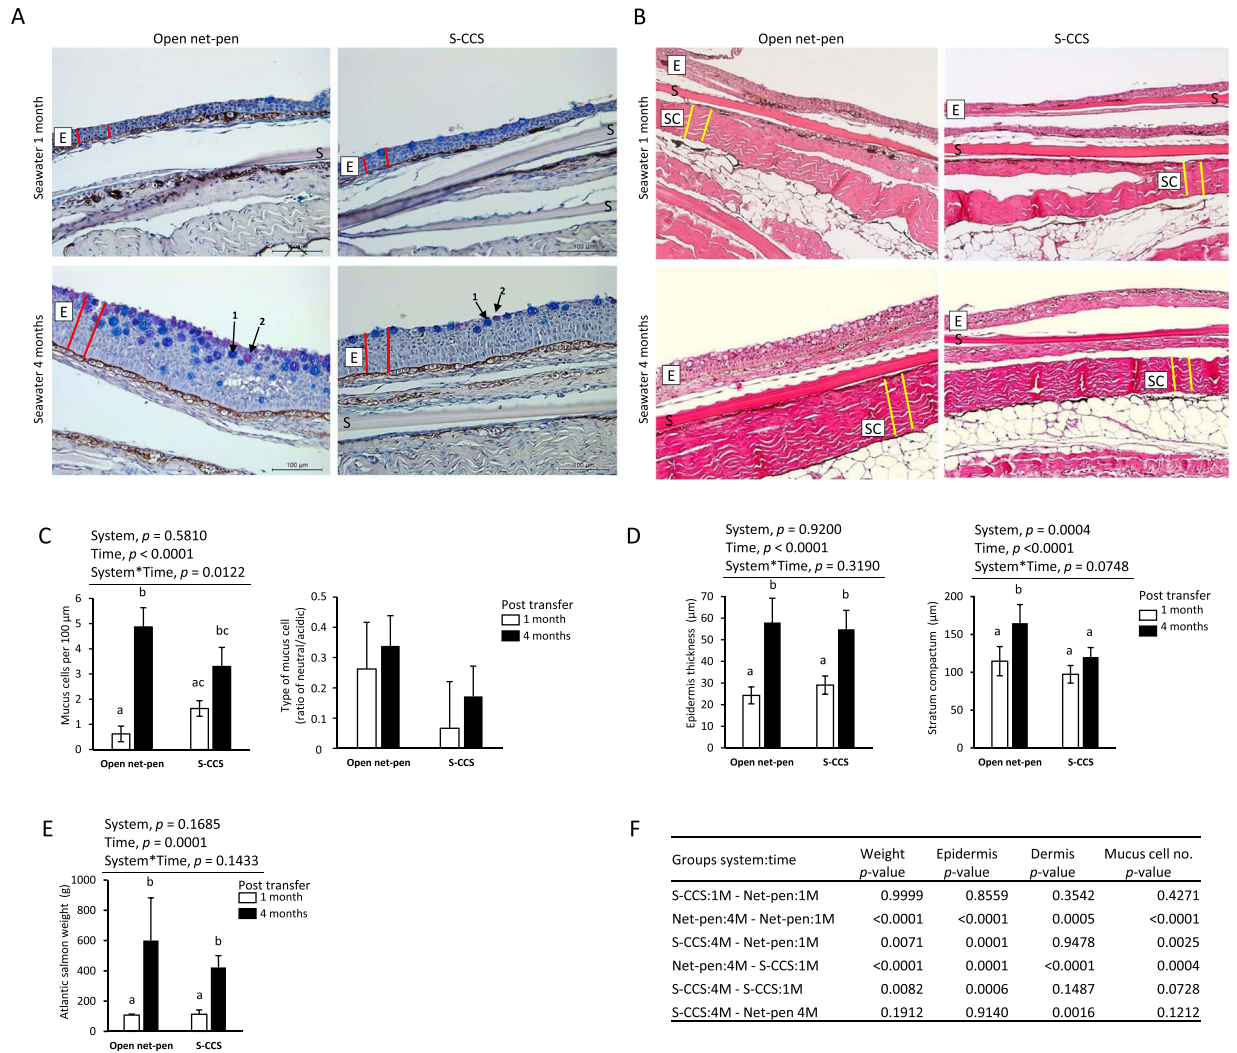 A
Open net-pen
S-CCS
Seawater 1 month
E
S
100 µm
E
S
S
100 µm
Seawater 4 months
E
1
2
100 µm
E
1
2
S
B
Open net-pen
S-CCS
Seawater 1 month
E
S
SC
E
S
S
SC
Seawater 4 months
E
S
SC
E
S
SC
C
System, p = 0.5810
Time, p < 0.0001
System*Time, p = 0.0122
Mucus cells per 100 µm
6
5
4
3
2
1
0
a
b
ac
bc
Open net-pen
S-CCS
Type of mucus cell
(ratio of neutral/acidic)
0.5
0.4
0.3
0.2
0.1
0
Open net-pen
S-CCS
Post transfer
1 month
4 months
D
System, p = 0.9200
Time, p < 0.0001
System*Time, p = 0.3190
Epidermis thickness (µm)
70
60
50
40
30
20
10
0
a
b
a
b
Open net-pen
S-CCS
System, p = 0.0004
Time, p <0.0001
System*Time, p = 0.0748
Stratum compactum (µm)
200
150
100
50
0
a
b
a
a
Open net-pen
S-CCS
Post transfer
1 month
4 months
E
System, p = 0.1685
Time, p = 0.0001
System*Time, p = 0.1433
Atlantic salmon weight (g)
1000
800
600
400
200
0
a
b
a
b
Open net-pen
S-CCS
Post transfer
1 month
4 months
F
Groups system:time Weight p-value Epidermis p-value Dermis p-value Mucus cell no. p-value
S-CCS:1M - Net-pen:1M 0.9999 0.8559 0.3542 0.4271
Net-pen:4M - Net-pen:1M <0.0001 <0.0001 0.0005 <0.0001
S-CCS:4M - Net-pen:1M 0.0071 0.0001 0.9478 0.0025
Net-pen:4M - S-CCS:1M <0.0001 0.0001 <0.0001 0.0004
S-CCS:4M - S-CCS:1M 0.0082 0.0006 0.1487 0.0728
S-CCS:4M - Net-pen 4M 0.1912 0.9140 0.0016 0.1212